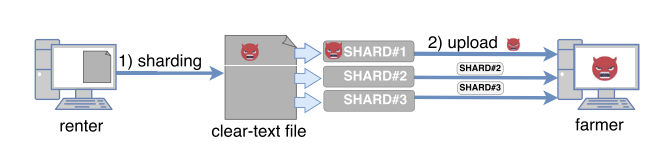 1) sharding
SHARD#1
2) upload
SHARD#2
SHARD#2
SHARD#3
SHARD#3
renter
clear-text file
farmer